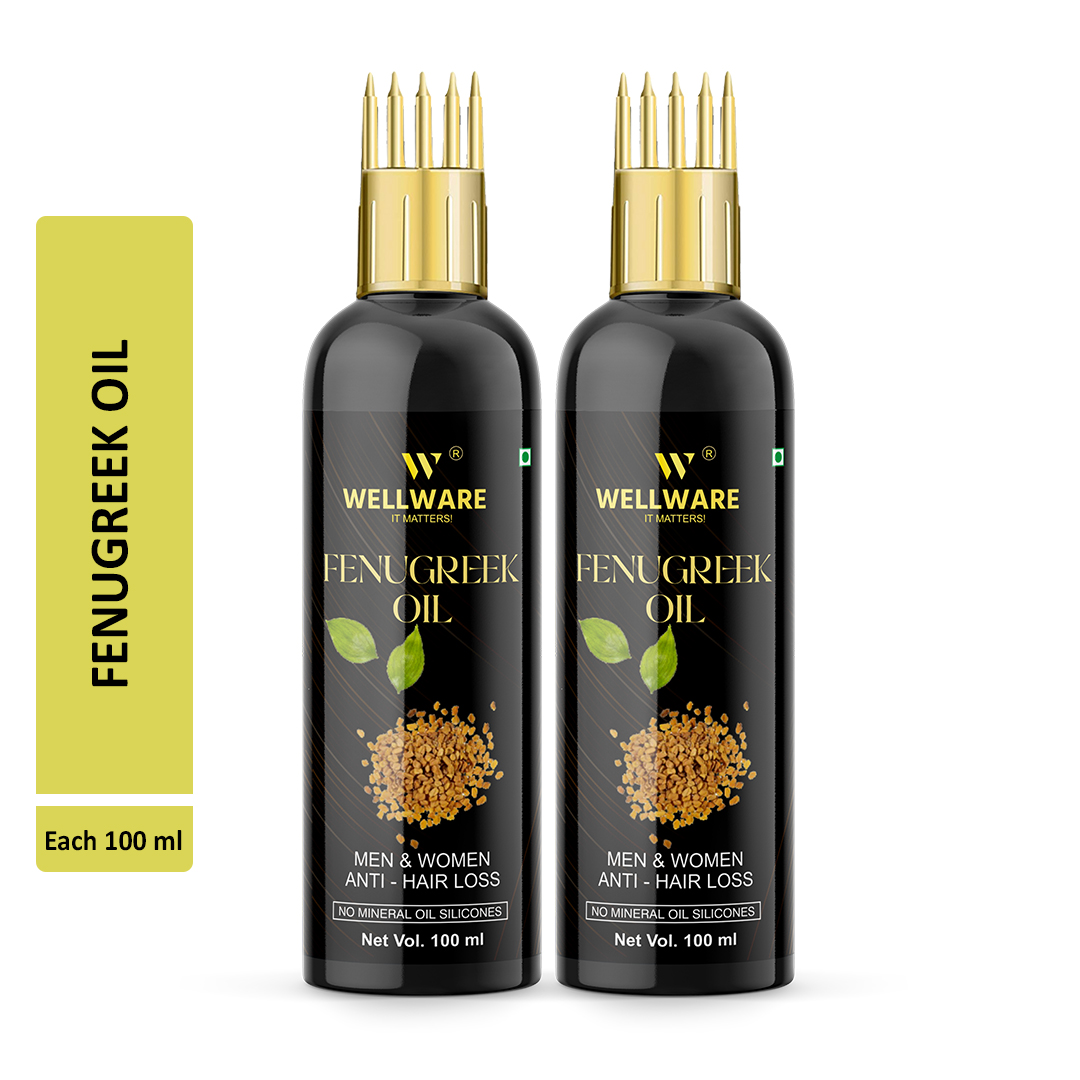 FENUGREEK OIL
Each 100 ml
W ®
WELLWARE
IT MATTERS!
FENUGREEK
OIL
MEN & WOMEN
ANTI - HAIR LOSS
NO MINERAL OIL SILICONES
Net Vol. 100 ml
W ®
WELLWARE
IT MATTERS!
FENUGREEK
OIL
MEN & WOMEN
ANTI - HAIR LOSS
NO MINERAL OIL SILICONES
Net Vol. 100 ml